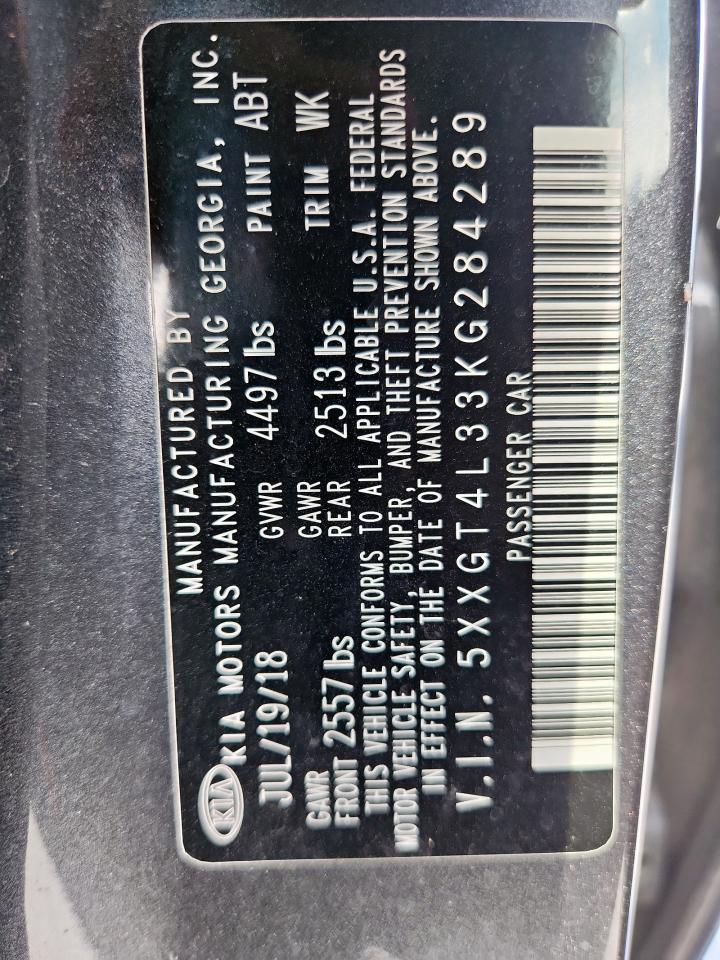 MANUFACTURED BY
KIA KIA MOTORS MANUFACTURING GEORGIA, INC.
JUL/19/18 GVWR 4497 lbs PAINT ABT
GAWR FRONT 2557 lbs GAWR REAR 2513 lbs TRIM WK
THIS VEHICLE CONFORMS TO ALL APPLICABLE U.S.A. FEDERAL
MOTOR VEHICLE SAFETY, BUMPER, AND THEFT PREVENTION STANDARDS
IN EFFECT ON THE DATE OF MANUFACTURE SHOWN ABOVE.
V.I.N. 5XXGT4L33KG284289
PASSENGER CAR